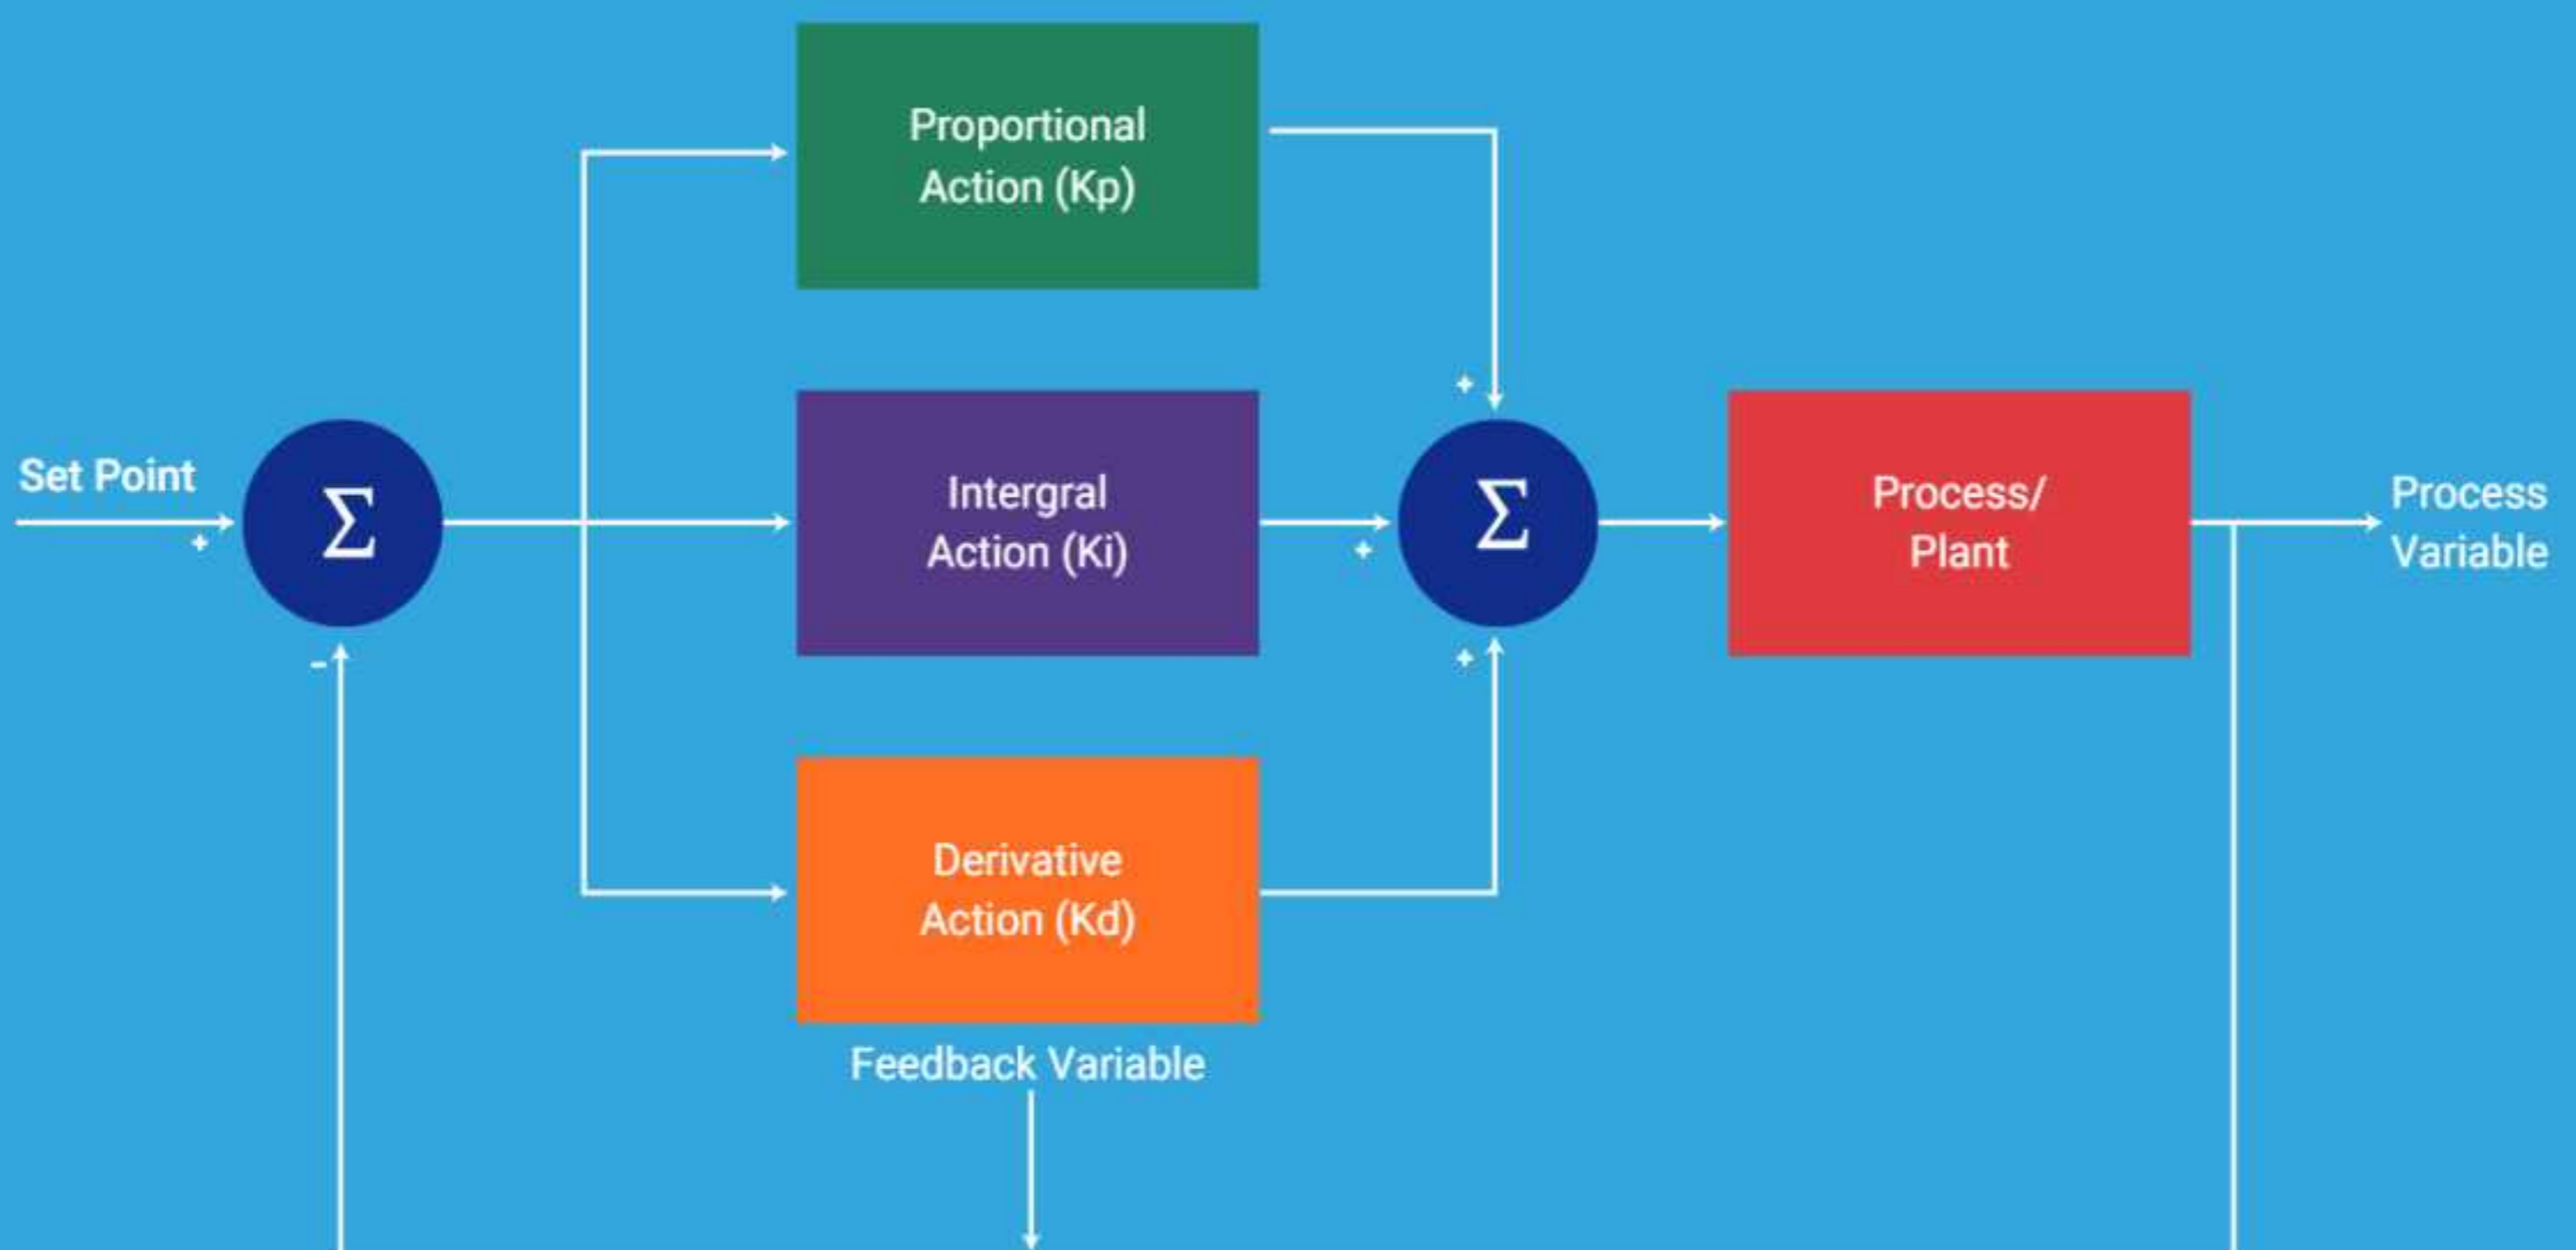 Proportional
Action (Kp)
+
Set Point
+
Σ
-
Intergral
Action (Ki)
+
Σ
Process/
Plant
Process
Variable
+
Derivative
Action (Kd)
Feedback Variable